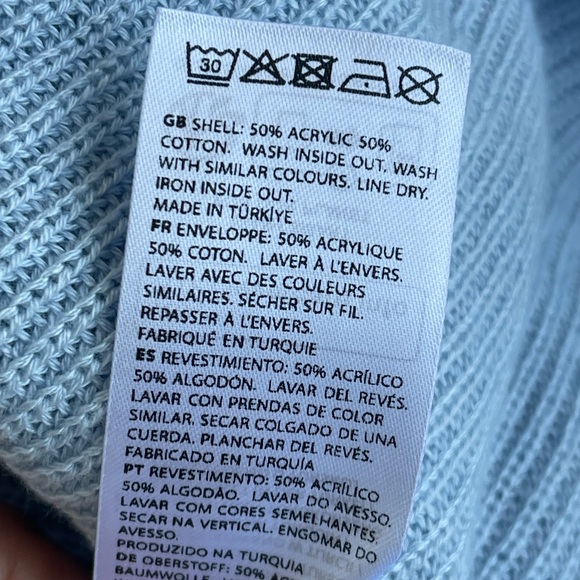 30
GB SHELL: 50% ACRYLIC 50%
COTTON. WASH INSIDE OUT. WASH
WITH SIMILAR COLOURS. LINE DRY.
IRON INSIDE OUT.
MADE IN TÜRKİYE
FR ENVELOPPE: 50% ACRYLIQUE
50% COTON. LAVER À L'ENVERS.
LAVER AVEC DES COULEURS
SIMILAIRES. SÉCHER SUR FIL.
REPASSER À L'ENVERS.
FABRIQUÉ EN TURQUIE
ES REVESTIMIENTO: 50% ACRÍLICO
50% ALGODÓN. LAVAR DEL REVÉS.
LAVAR CON PRENDAS DE COLOR
SIMILAR. SECAR COLGADO DE UNA
CUERDA. PLANCHAR DEL REVÉS.
FABRICADO EN TURQUÍA
PT REVESTIMENTO: 50% ACRÍLICO
50% ALGODÃO. LAVAR DO AVESSO.
LAVAR COM CORES SEMELHANTES.
SECAR NA VERTICAL. ENGOMAR DO
AVESSO.
PRODUZIDO NA TURQUIA
DE OBERSTOFF: 50%
BAUMWOLLE.